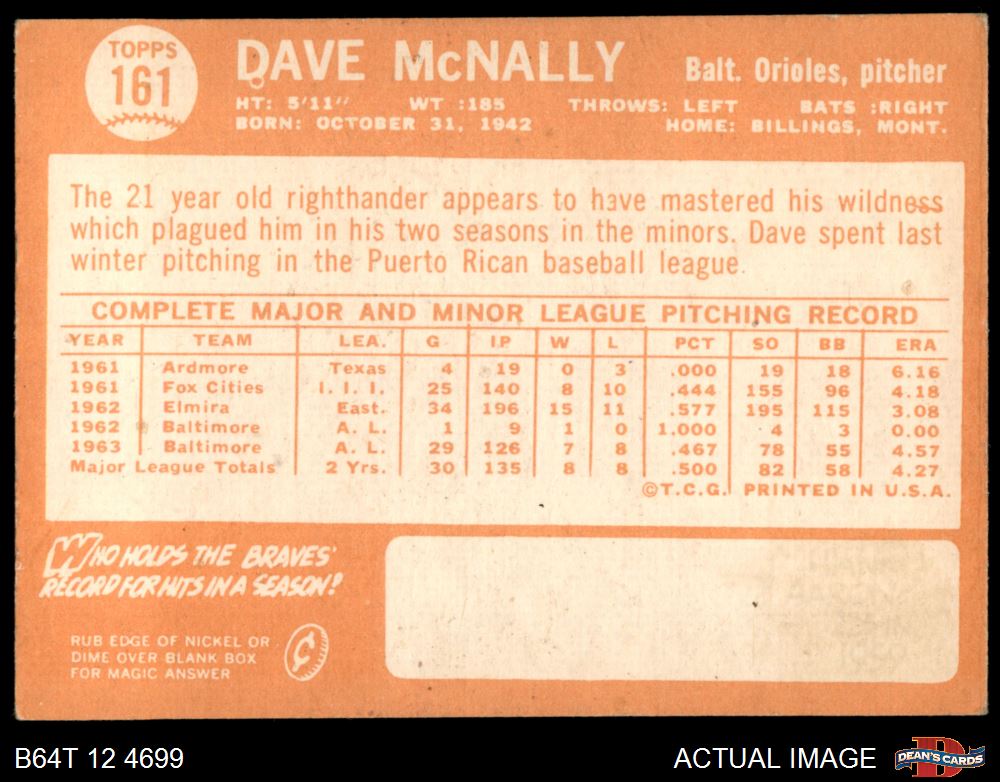 TOPPS
161
DAVE McNALLY
Balt. Orioles, pitcher
HT: 5'11" WT :185 THROWS: LEFT BATS :RIGHT
BORN: OCTOBER 31, 1942 HOME: BILLINGS, MONT.
The 21 year old righthander appears to have mastered his wildness
which plagued him in his two seasons in the minors. Dave spent last
winter pitching in the Puerto Rican baseball league.
COMPLETE MAJOR AND MINOR LEAGUE PITCHING RECORD
YEAR TEAM LEA. G IP W L PCT SO BB ERA
1961 Ardmore Texas 4 19 0 3 .000 19 18 6.16
1961 Fox Cities I. I. I. 25 140 8 10 .444 155 96 4.18
1962 Elmira East. 34 196 15 11 .577 195 115 3.08
1962 Baltimore A. L. 1 9 1 0 1.000 4 3 0.00
1963 Baltimore A. L. 29 126 7 8 .467 78 55 4.57
Major League Totals 2 Yrs. 30 135 8 8 .500 82 58 4.27
©T.C.G. PRINTED IN U.S.A.
WHO HOLDS THE BRAVES'
RECORD FOR HITS IN A SEASON?
RUB EDGE OF NICKEL OR
DIME OVER BLANK BOX
FOR MAGIC ANSWER
¢
B64T 12 4699
ACTUAL IMAGE
D
DEAN'S CARDS